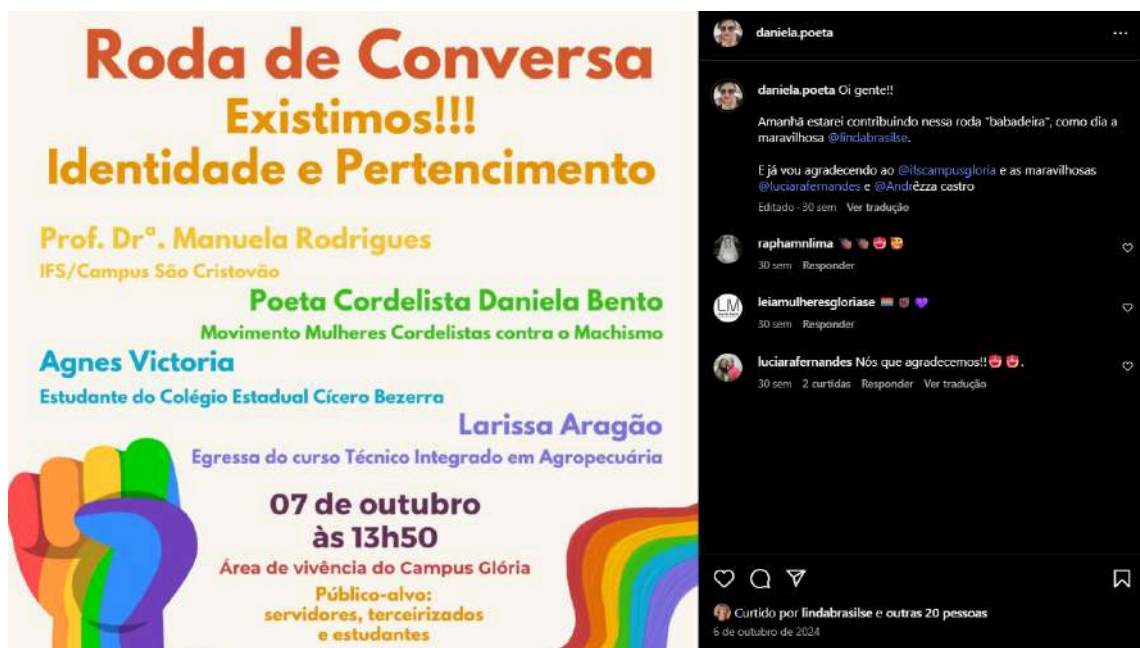 Roda de Conversa
Existimos!!!
Identidade e Pertencimento
Prof. Drª. Manuela Rodrigues
IFS/Campus São Cristovão
Poeta Cordelista Daniela Bento
Movimento Mulheres Cordelistas contra o Machismo
Agnes Victoria
Estudante do Colégio Estadual Cícero Bezerra
Larissa Aragão
Egressa do curso Técnico Integrado em Agropecuária
07 de outubro
às 13h50
Área de vivência do Campus Glória
Público-alvo:
servidores, terceirizados
e estudantes
daniela.poeta
daniela.poeta Oi gente!!
Amanhã estarei contribuindo nessa roda "babadeira", como dia a
maravilhosa @lindabrasilse.
E já vou agradecendo ao @ifscampusgloria e as maravilhosas
@luciarafernandes e @Andrêzza castro
Editado · 30 sem Ver tradução
raphamnlima
30 sem Responder
LM
leiamulheresgloriase
30 sem Responder
luciarafernandes Nós que agradecemos!! .
30 sem 2 curtidas Responder Ver tradução
Curtido por lindabrasilse e outras 20 pessoas
6 de outubro de 2024